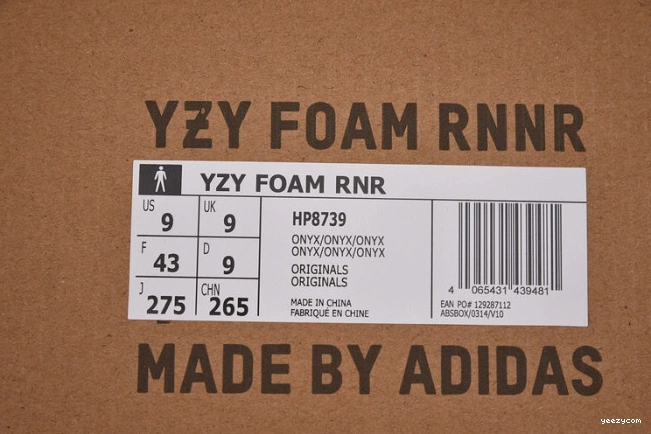 YZY FOAM RNNR
YZY FOAM RNR
US 9 UK 9
F 43 D 9
J 275 CHN 265
HP8739
ONYX/ONYX/ONYX
ONYX/ONYX/ONYX
ORIGINALS
ORIGINALS
MADE IN CHINA
FABRIQUÉ EN CHINE
4 065431 439481
EAN PO# 129287112
ABSBOX/0314/V10
MADE BY ADIDAS
yeezycom